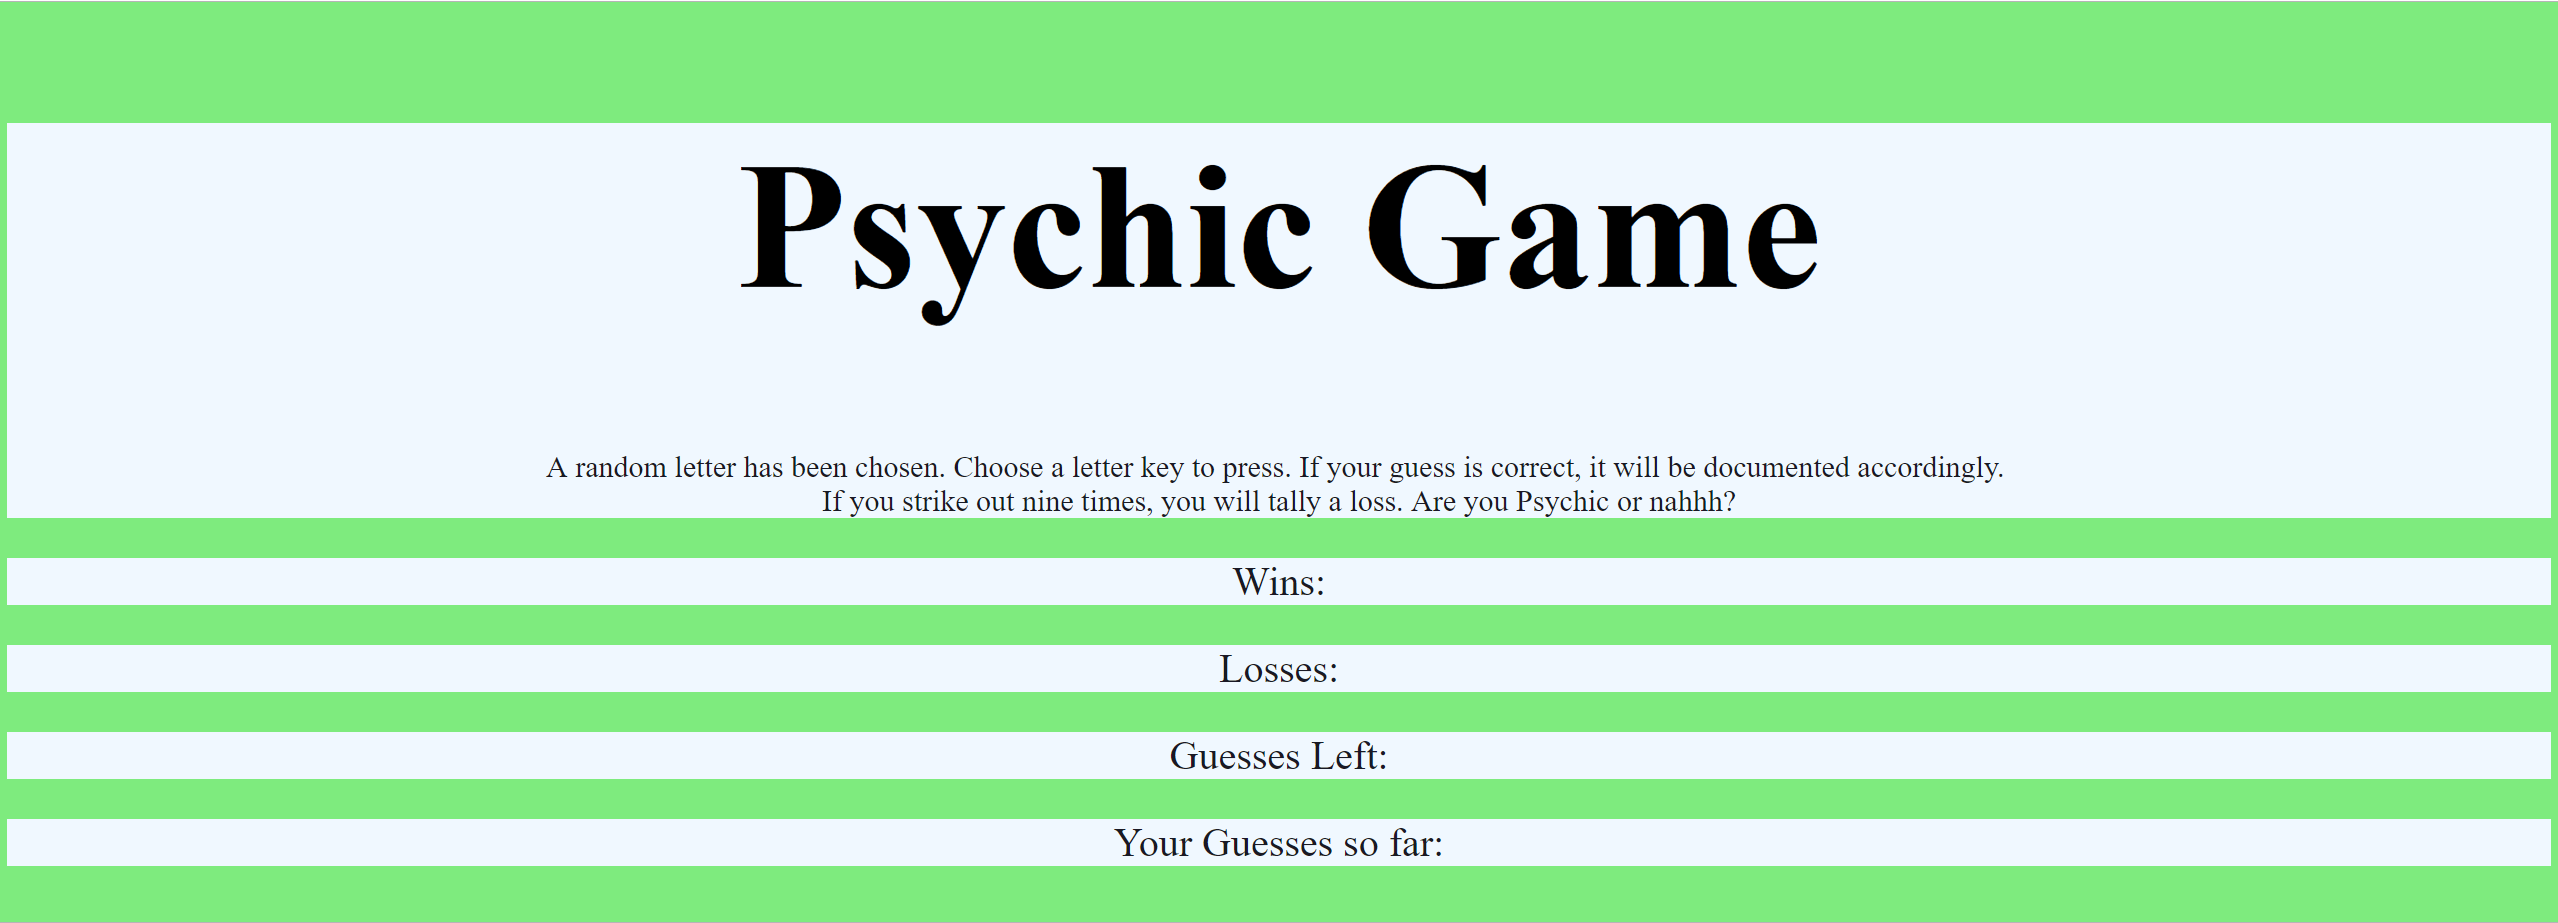 Psychic Game
A random letter has been chosen. Choose a letter key to press. If your guess is correct, it will be documented accordingly.
If you strike out nine times, you will tally a loss. Are you Psychic or nahhh?
Wins:
Losses:
Guesses Left:
Your Guesses so far: